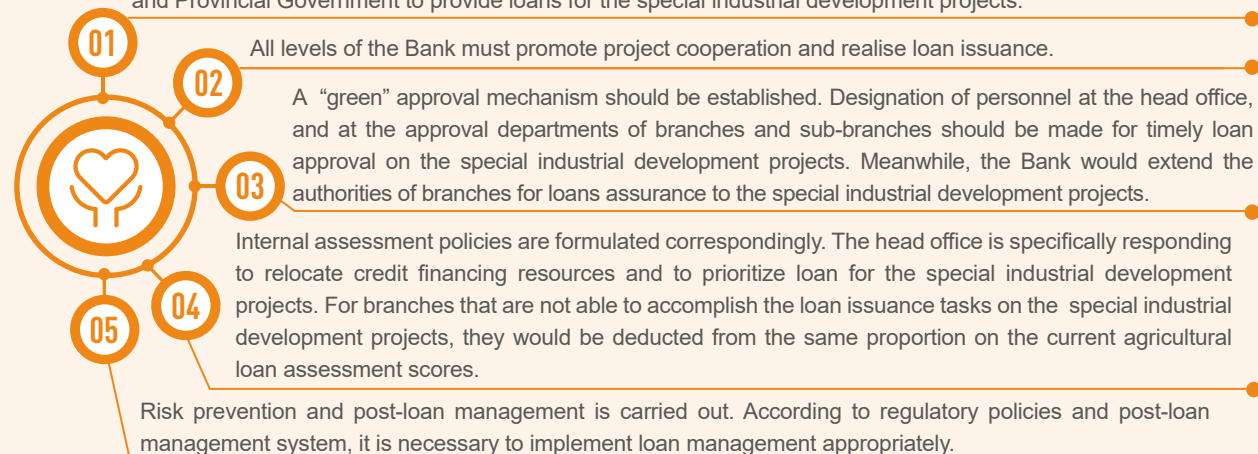 and Provincial Government to provide loans for the special industrial development projects.
01
All levels of the Bank must promote project cooperation and realise loan issuance.
02
A “green” approval mechanism should be established. Designation of personnel at the head office,
and at the approval departments of branches and sub-branches should be made for timely loan
approval on the special industrial development projects. Meanwhile, the Bank would extend the
03
authorities of branches for loans assurance to the special industrial development projects.
Internal assessment policies are formulated correspondingly. The head office is specifically responding
to relocate credit financing resources and to prioritize loan for the special industrial development
projects. For branches that are not able to accomplish the loan issuance tasks on the special industrial
04
development projects, they would be deducted from the same proportion on the current agricultural
loan assessment scores.
05
Risk prevention and post-loan management is carried out. According to regulatory policies and post-loan
management system, it is necessary to implement loan management appropriately.